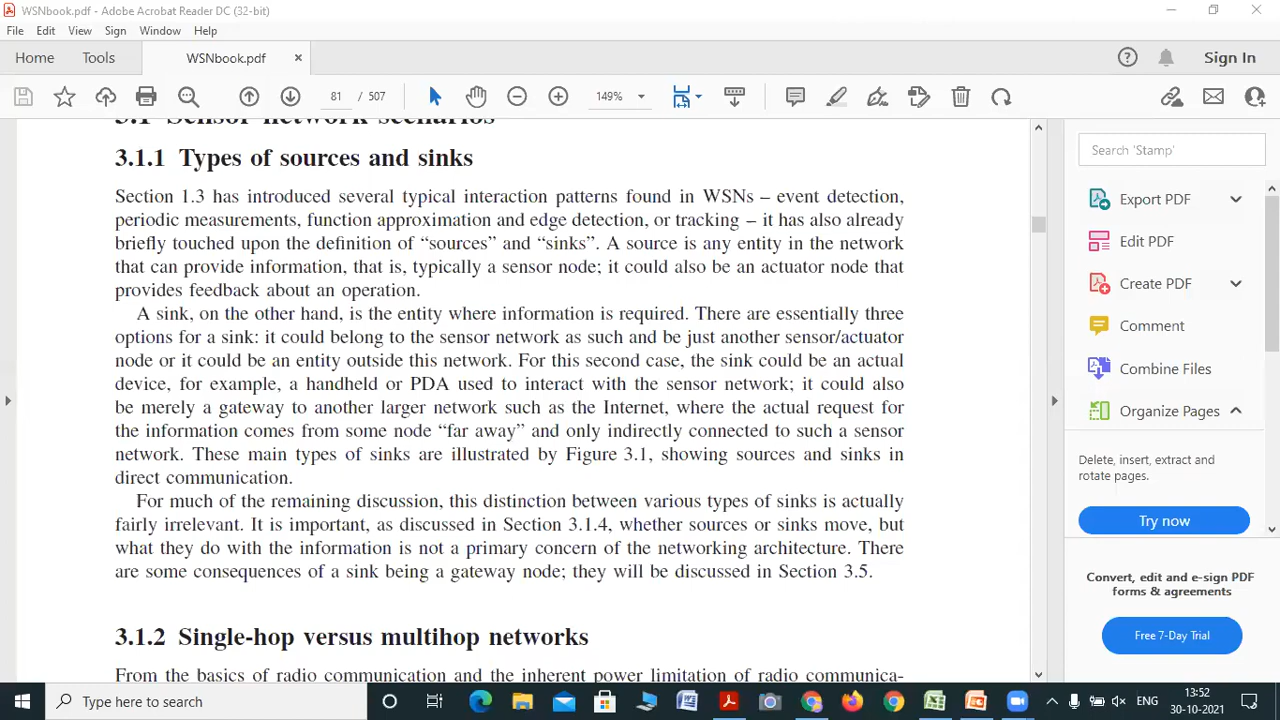 WSNbook.pdf - Adobe Acrobat Reader DC (32-bit)
File Edit View Sign Window Help
Home Tools WSNbook.pdf × Sign In
81 / 507 149%
3.1 Sensor network scenarios
3.1.1 Types of sources and sinks
Section 1.3 has introduced several typical interaction patterns found in WSNs – event detection,
periodic measurements, function approximation and edge detection, or tracking – it has also already
briefly touched upon the definition of “sources” and “sinks”. A source is any entity in the network
that can provide information, that is, typically a sensor node; it could also be an actuator node that
provides feedback about an operation.
A sink, on the other hand, is the entity where information is required. There are essentially three
options for a sink: it could belong to the sensor network as such and be just another sensor/actuator
node or it could be an entity outside this network. For this second case, the sink could be an actual
device, for example, a handheld or PDA used to interact with the sensor network; it could also
be merely a gateway to another larger network such as the Internet, where the actual request for
the information comes from some node “far away” and only indirectly connected to such a sensor
network. These main types of sinks are illustrated by Figure 3.1, showing sources and sinks in
direct communication.
For much of the remaining discussion, this distinction between various types of sinks is actually
fairly irrelevant. It is important, as discussed in Section 3.1.4, whether sources or sinks move, but
what they do with the information is not a primary concern of the networking architecture. There
are some consequences of a sink being a gateway node; they will be discussed in Section 3.5.
3.1.2 Single-hop versus multihop networks
From the basics of radio communication and the inherent power limitation of radio communica-
Search 'Stamp'
Export PDF
Edit PDF
Create PDF
Comment
Combine Files
Organize Pages
Delete, insert, extract and
rotate pages.
Try now
Convert, edit and e-sign PDF
forms & agreements
Free 7-Day Trial
Type here to search
ENG
13:52
30-10-2021